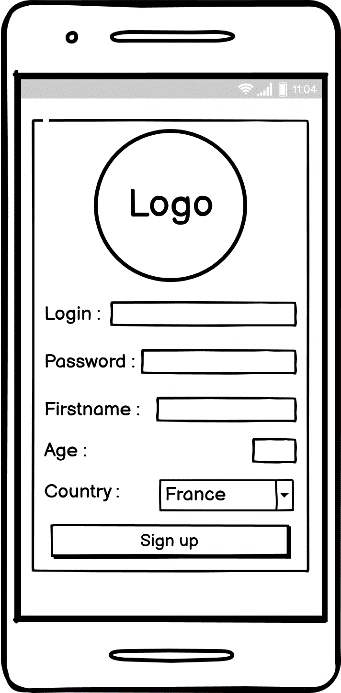 11:04
Logo
Login :
Password :
Firstname :
Age :
Country : France
Sign up